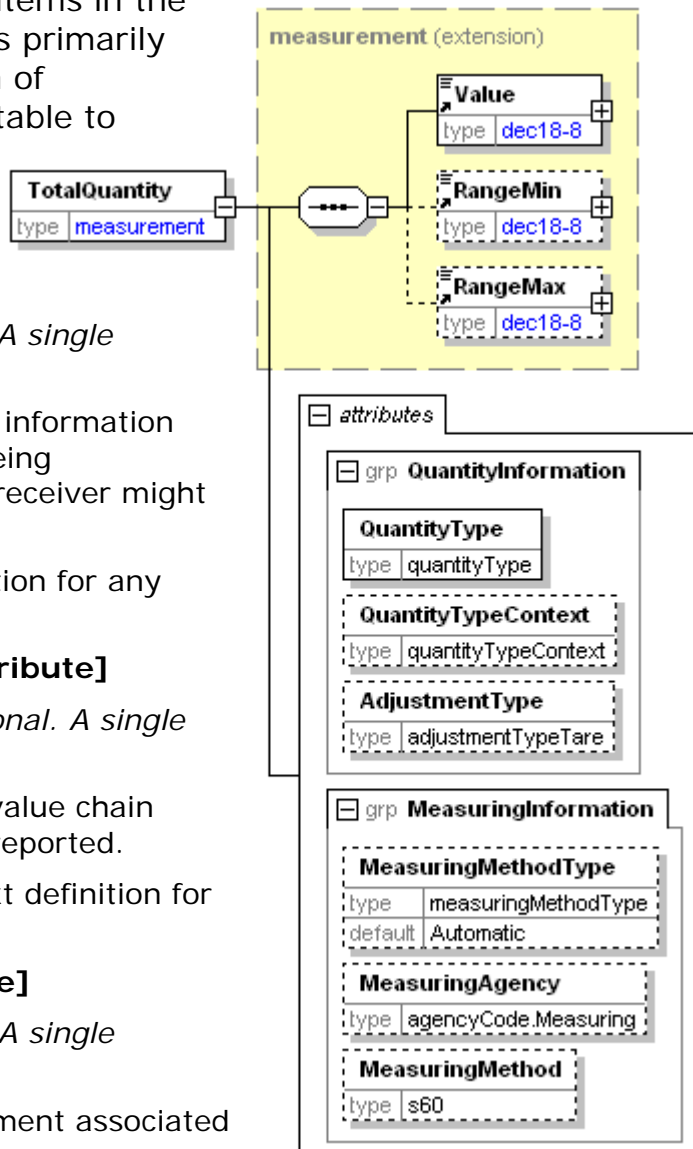 items in the
s primarily
of
table to
A single
information
eing
receiver might
tion for any
ribute]
onal. A single
value chain
reported.
t definition for
e]
A single
ment associated
measurement (extension)
Value
type dec18-8
TotalQuantity
type measurement
RangeMin
type dec18-8
RangeMax
type dec18-8
attributes
grp QuantityInformation
QuantityType
type quantityType
QuantityTypeContext
type quantityTypeContext
AdjustmentType
type adjustmentTypeTare
grp MeasuringInformation
MeasuringMethodType
type measuringMethodType
default Automatic
MeasuringAgency
type agencyCode.Measuring
MeasuringMethod
type s60